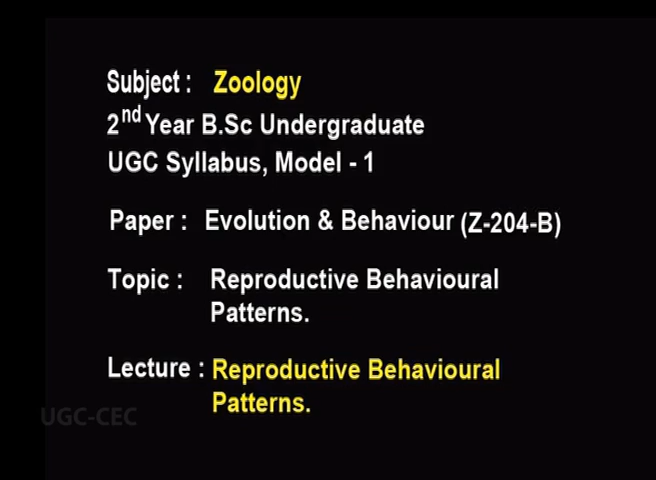 Subject : Zoology
2nd Year B.Sc Undergraduate
UGC Syllabus, Model - 1
Paper : Evolution & Behaviour (Z-204-B)
Topic : Reproductive Behavioural
Patterns.
Lecture : Reproductive Behavioural
Patterns.
UGC-CEC